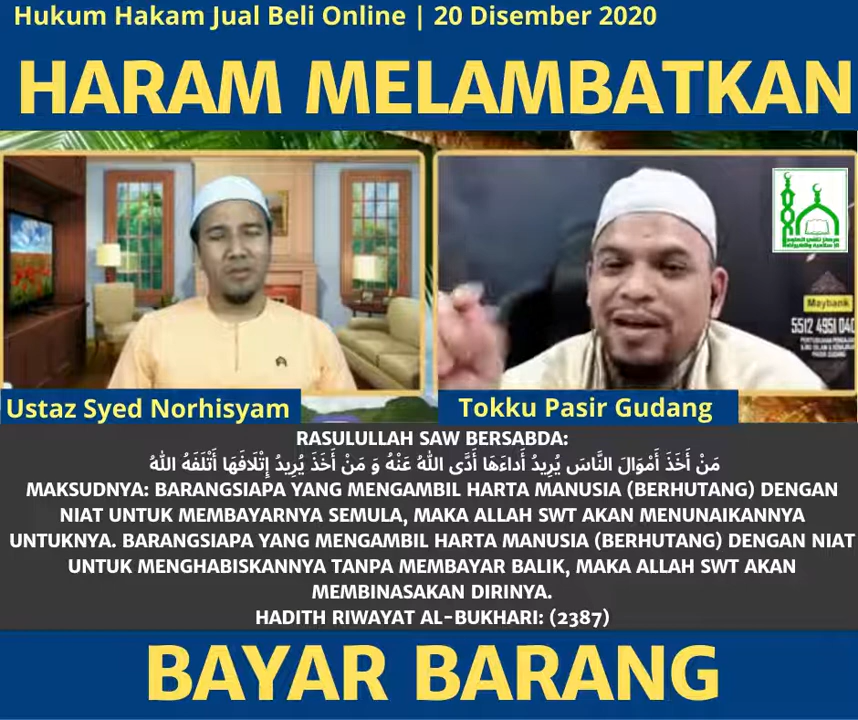 Hukum Hakam Jual Beli Online | 20 Disember 2020
HARAM MELAMBATKAN
Maybank
5512 4951 040
Ustaz Syed Norhisyam
Tokku Pasir Gudang
RASULULLAH SAW BERSABDA:
مَنْ أَخَذَ أَمْوَالَ النَّاسَ يُرِيدُ أَداءَهَا أَدَّى اللهُ عَنْهُ وَ مَنْ أَخَذَ يُرِيدُ إِتْلَافَهَا أَتْلَفَهُ اللهُ
MAKSUDNYA: BARANGSIAPA YANG MENGAMBIL HARTA MANUSIA (BERHUTANG) DENGAN
NIAT UNTUK MEMBAYARNYA SEMULA, MAKA ALLAH SWT AKAN MENUNAIKANNYA
UNTUKNYA. BARANGSIAPA YANG MENGAMBIL HARTA MANUSIA (BERHUTANG) DENGAN NIAT
UNTUK MENGHABISKANNYA TANPA MEMBAYAR BALIK, MAKA ALLAH SWT AKAN
MEMBINASAKAN DIRINYA.
HADITH RIWAYAT AL-BUKHARI: (2387)
BAYAR BARANG